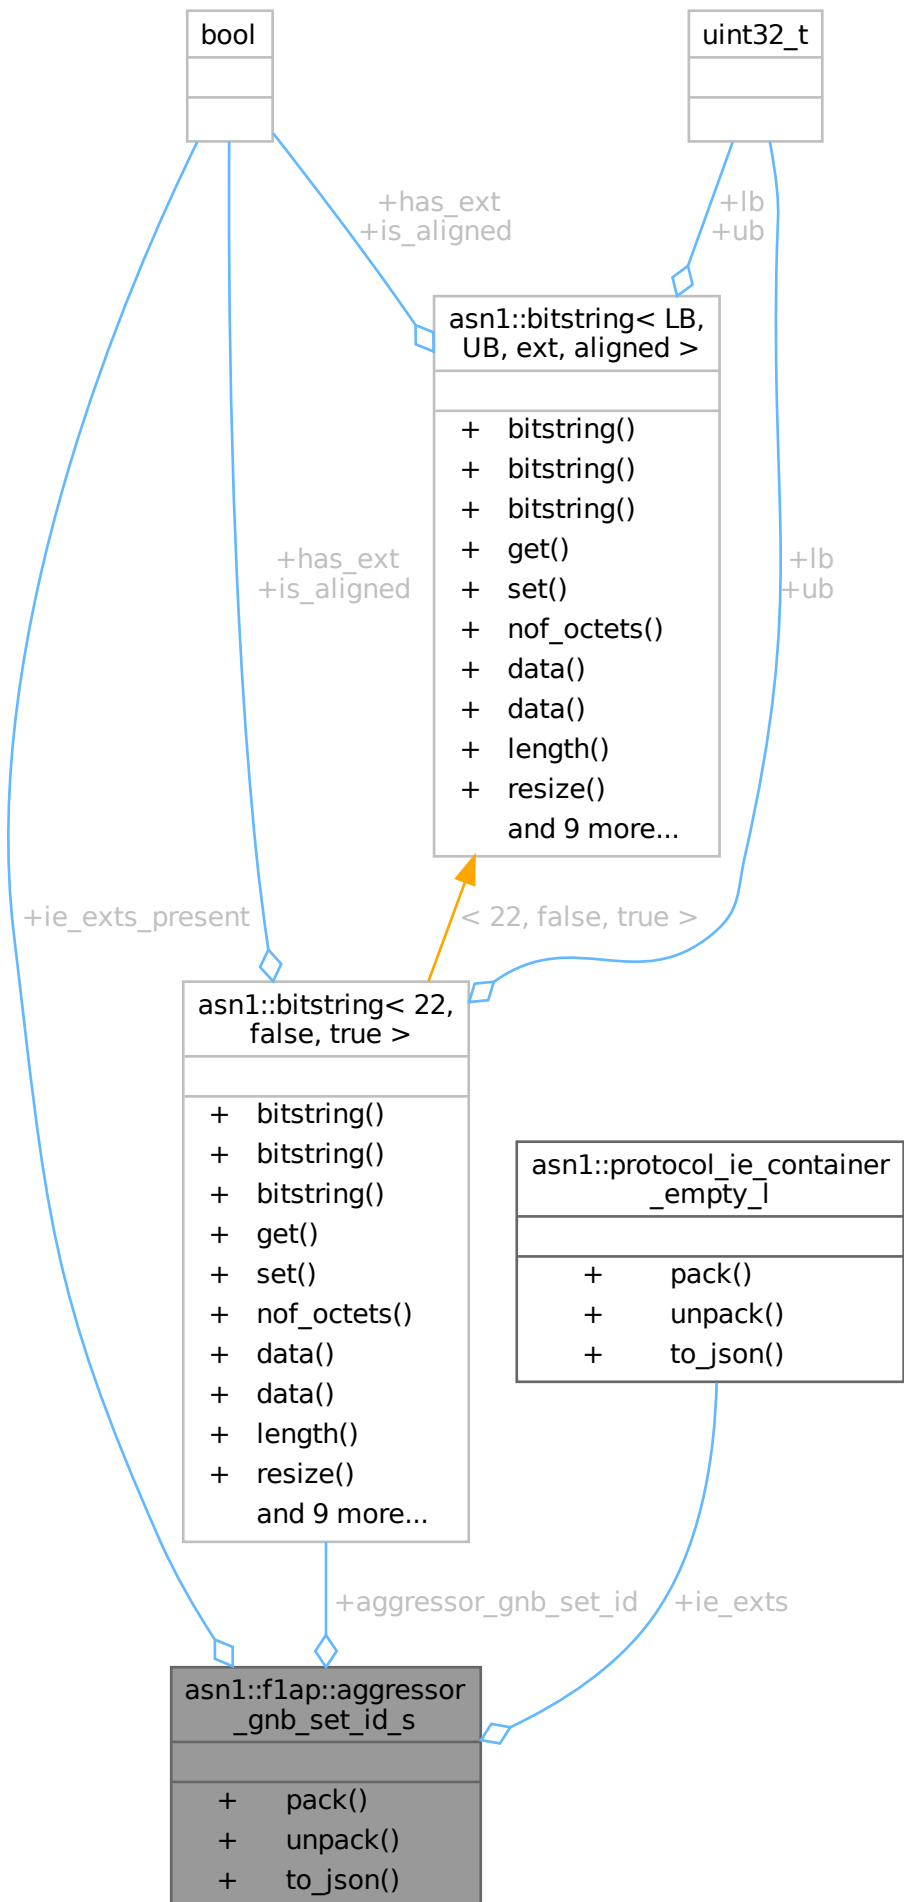 bool
uint32_t
+has_ext
+is_aligned
+lb
+ub
asn1::bitstring< LB,
UB, ext, aligned >
+ bitstring()
+ bitstring()
+ bitstring()
+ get()
+ set()
+ nof_octets()
+ data()
+ data()
+ length()
+ resize()
and 9 more...
+has_ext
+is_aligned
+lb
+ub
+ie_exts_present
< 22, false, true >
asn1::bitstring< 22,
false, true >
+ bitstring()
+ bitstring()
+ bitstring()
+ get()
+ set()
+ nof_octets()
+ data()
+ data()
+ length()
+ resize()
and 9 more...
asn1::protocol_ie_container
_empty_l
+ pack()
+ unpack()
+ to_json()
+aggressor_gnb_set_id
+ie_exts
asn1::f1ap::aggressor
_gnb_set_id_s
+ pack()
+ unpack()
+ to_json()